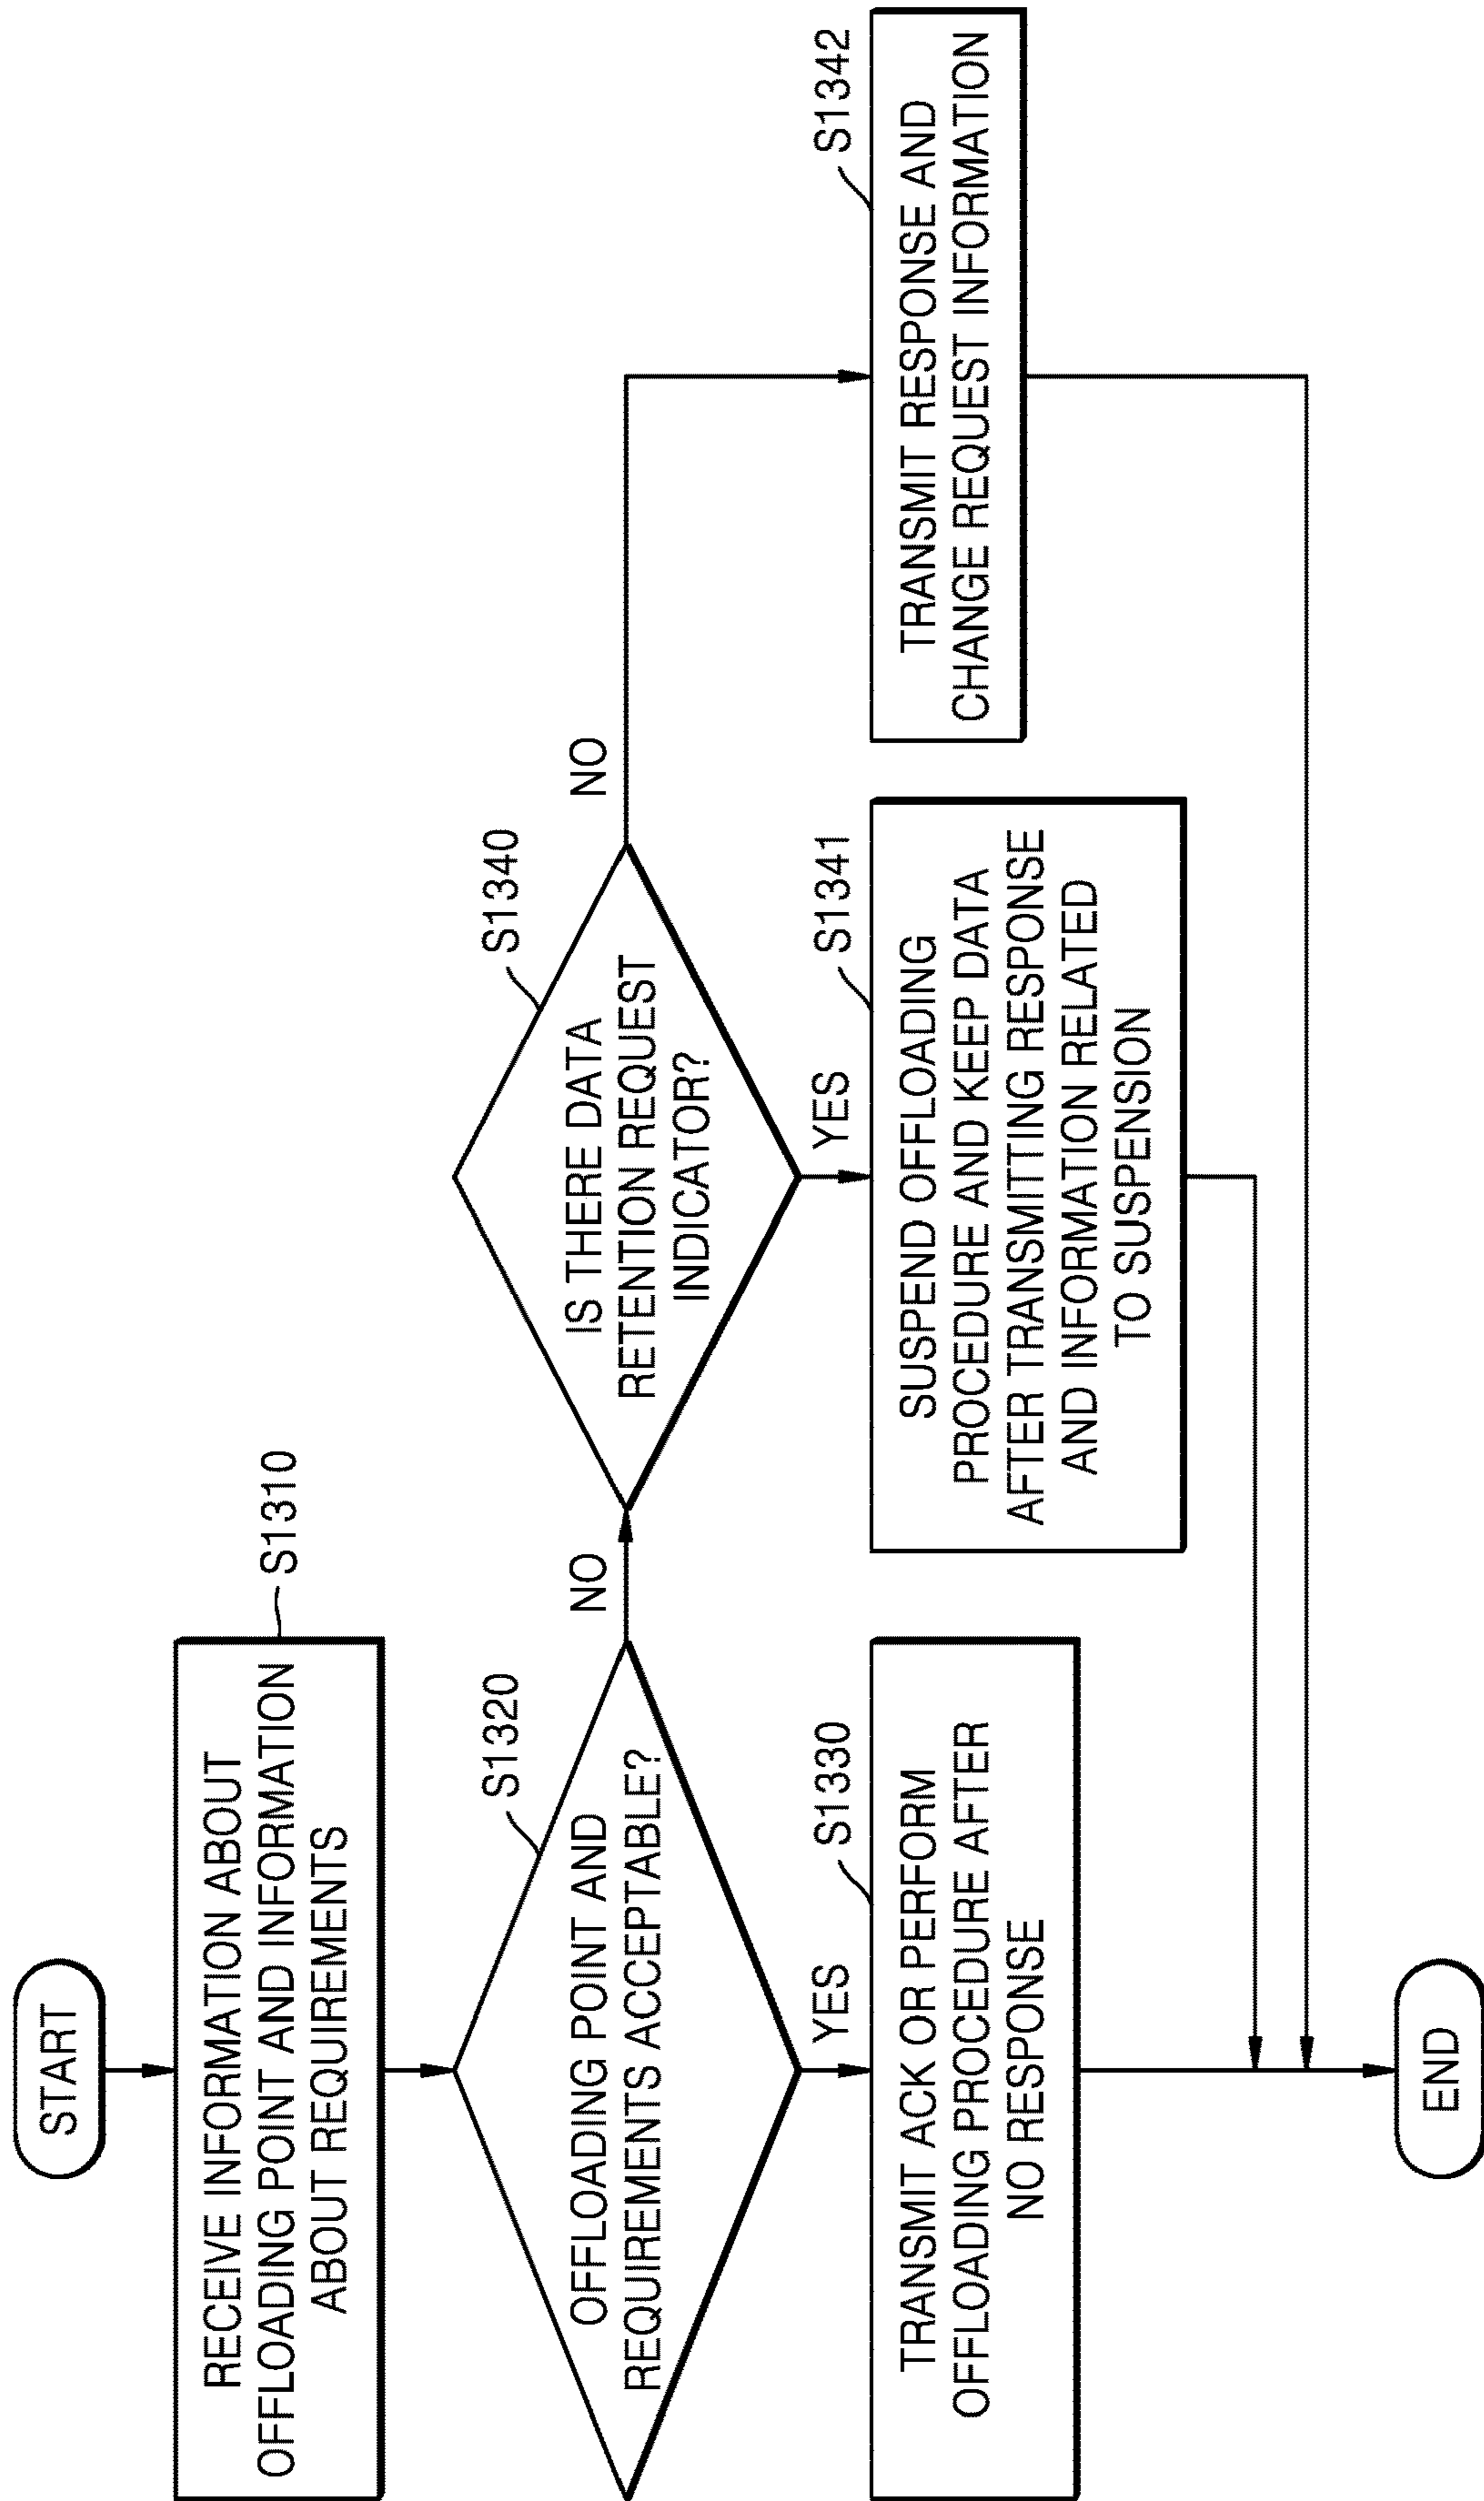 START
RECEIVE INFORMATION ABOUT
OFFLOADING POINT AND INFORMATION
ABOUT REQUIREMENTS
S1310
OFFLOADING POINT AND
REQUIREMENTS ACCEPTABLE?
S1320
NO
YES
IS THERE DATA
RETENTION REQUEST
INDICATOR?
S1340
NO
YES
TRANSMIT ACK OR PERFORM
OFFLOADING PROCEDURE AFTER
NO RESPONSE
S1330
SUSPEND OFFLOADING
PROCEDURE AND KEEP DATA
AFTER TRANSMITTING RESPONSE
AND INFORMATION RELATED
TO SUSPENSION
S1341
TRANSMIT RESPONSE AND
CHANGE REQUEST INFORMATION
S1342
END